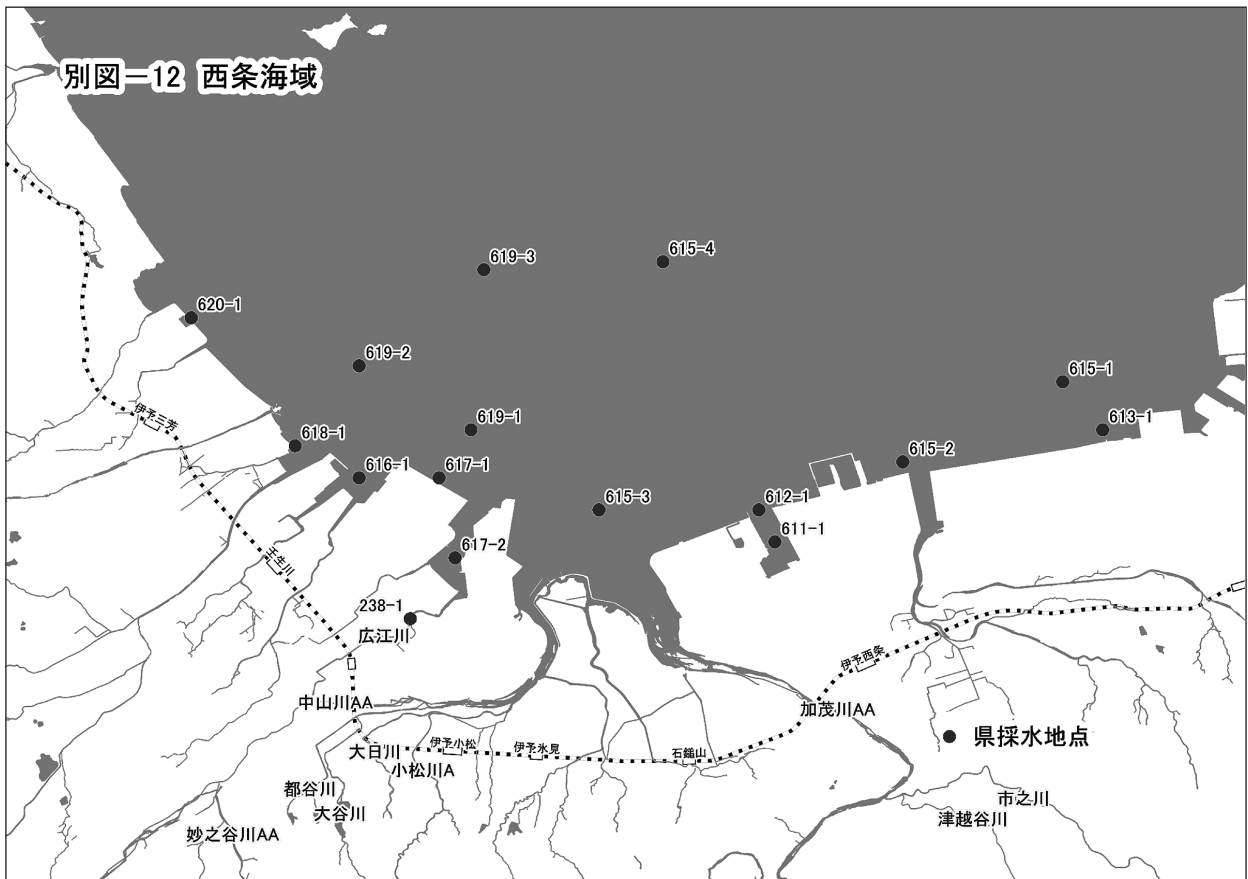 別図－12 西条海域
619-3
615-4
620-1
619-2
615-1
619-1
613-1
伊予三芳
618-1
615-2
616-1
617-1
615-3
612-1
611-1
壬生川
617-2
238-1
広江川
伊予西条
中山川AA
加茂川AA
県採水地点
大日川
伊予小松
伊予氷見
石鎚山
小松川A
都谷川
大谷川
市之川
津越谷川
妙之谷川AA